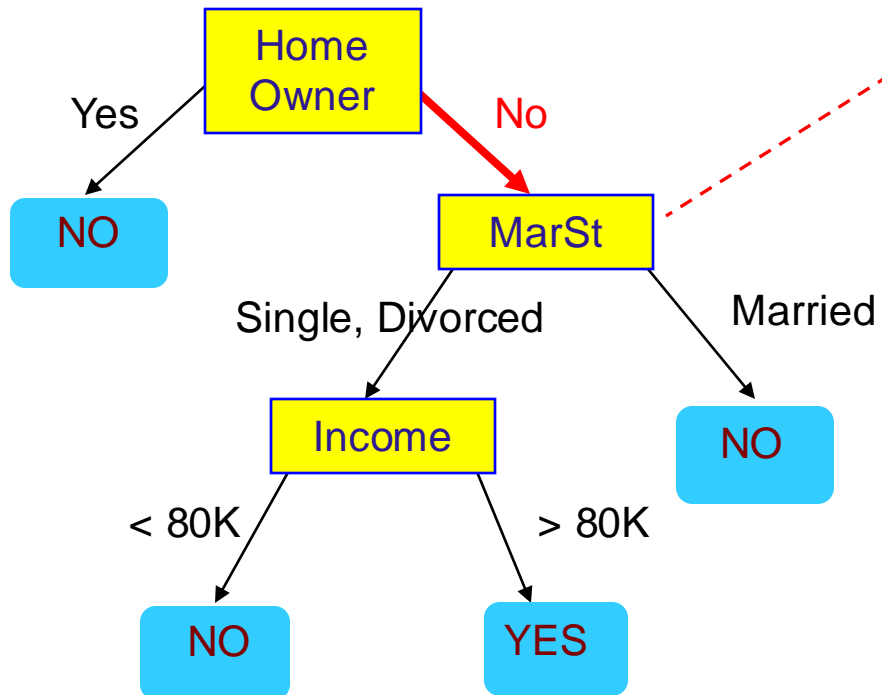 Home
Owner
Yes
No
NO
MarSt
Single, Divorced
Married
Income
NO
< 80K
> 80K
NO
YES